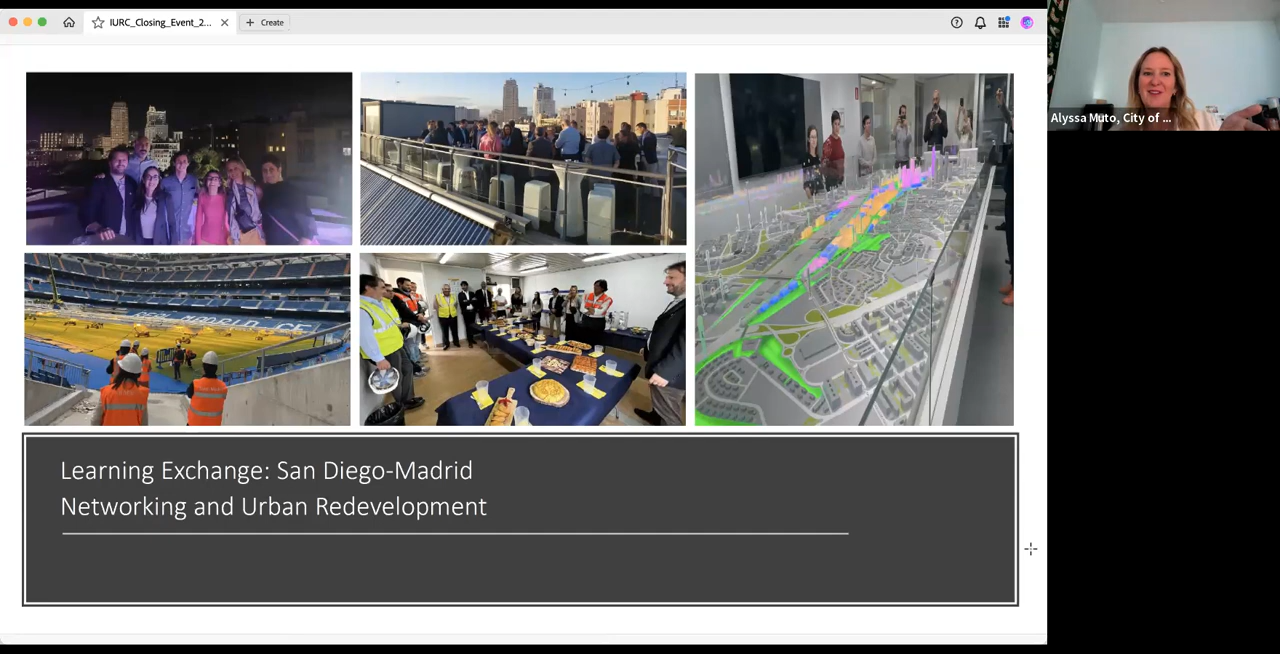 IURC_Closing_Event_2...
Create
Alyssa Muto, City of ...
Learning Exchange: San Diego-Madrid
Networking and Urban Redevelopment